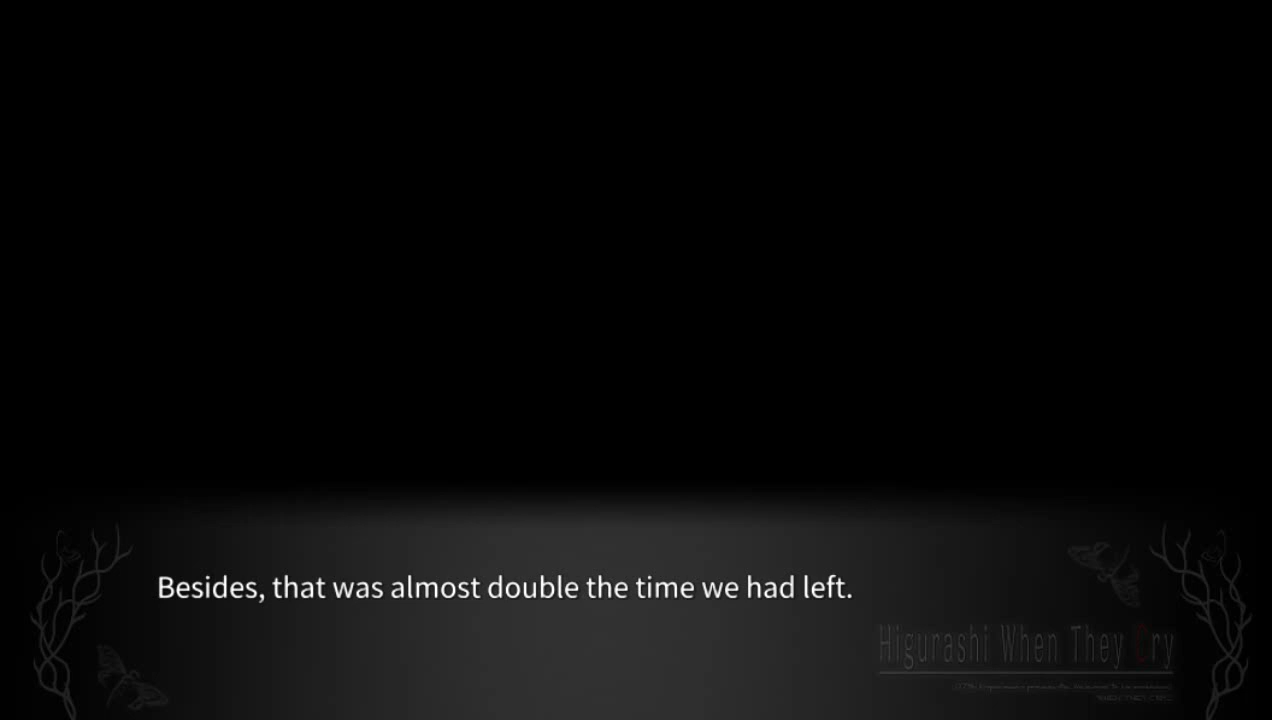 Besides, that was almost double the time we had left.
Higurashi When They Cry